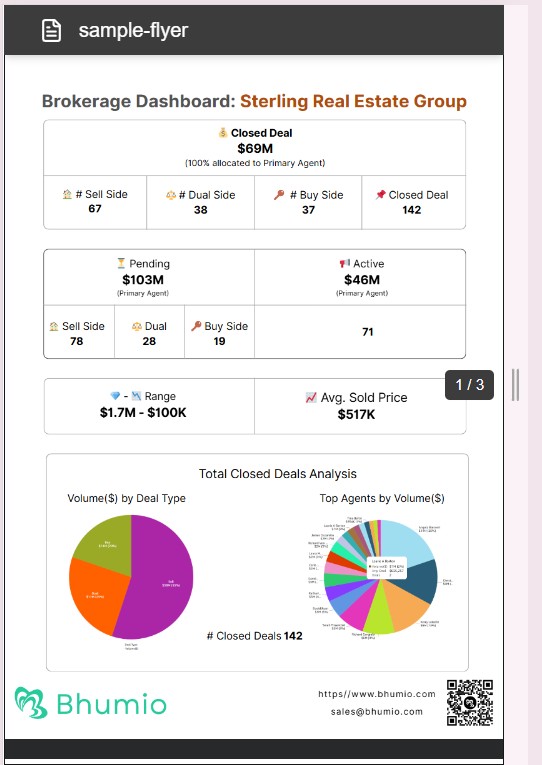 sample-flyer
Brokerage Dashboard: Sterling Real Estate Group
Closed Deal
$69M
(100% allocated to Primary Agent)
# Sell Side
67
# Dual Side
38
# Buy Side
37
Closed Deal
142
Pending
$103M
(Primary Agent)
Active
$46M
(Primary Agent)
Sell Side
78
Dual
28
Buy Side
19
71
1 / 3
- Range
$1.7M - $100K
Avg. Sold Price
$517K
Total Closed Deals Analysis
Volume($) by Deal Type
Top Agents by Volume($)
# Closed Deals 142
Bhumio
https//www.bhumio.com
sales@bhumio.com